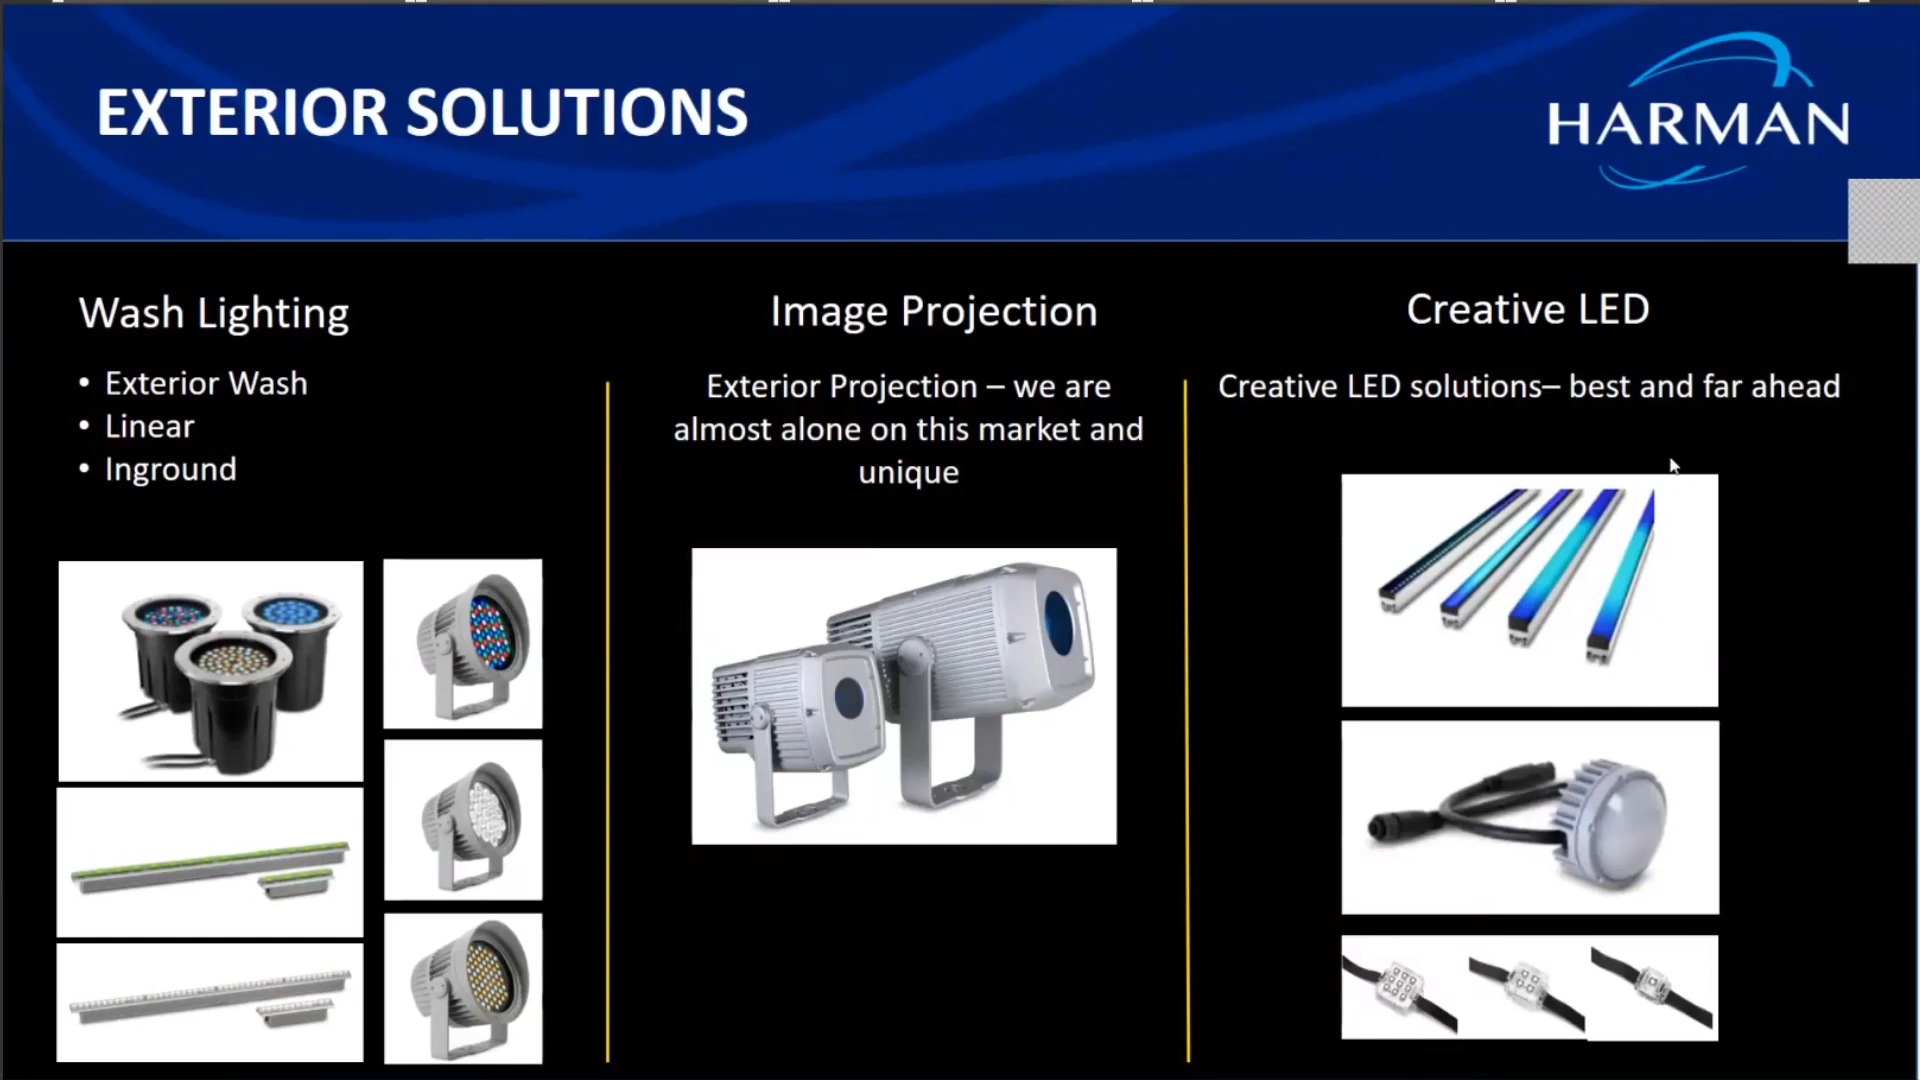 EXTERIOR SOLUTIONS
HARMAN
Wash Lighting
• Exterior Wash
• Linear
• Inground
Image Projection
Exterior Projection – we are
almost alone on this market and
unique
Creative LED
Creative LED solutions– best and far ahead